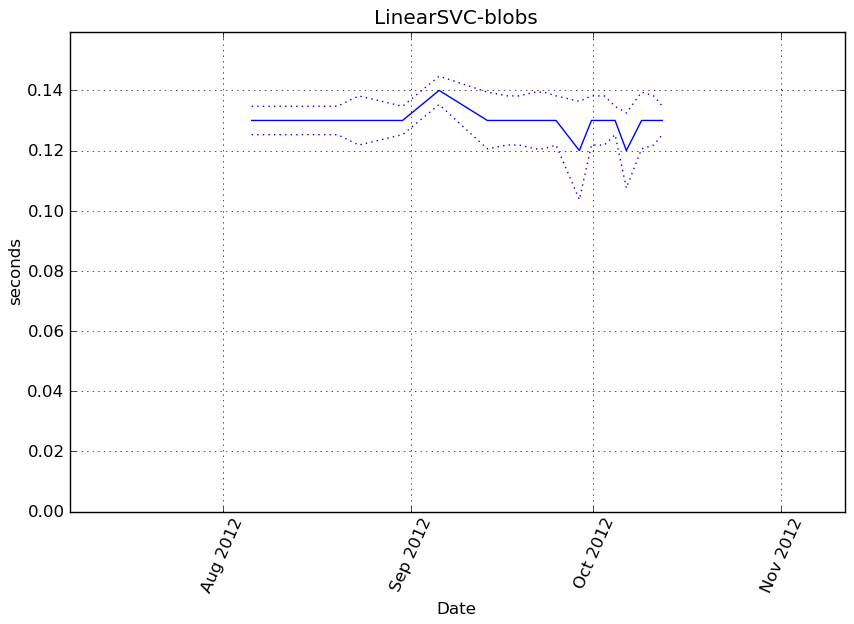 LinearSVC-blobs
0.14
0.12
0.10
0.08
0.06
0.04
0.02
0.00
seconds
Aug 2012
Sep 2012
Oct 2012
Nov 2012
Date